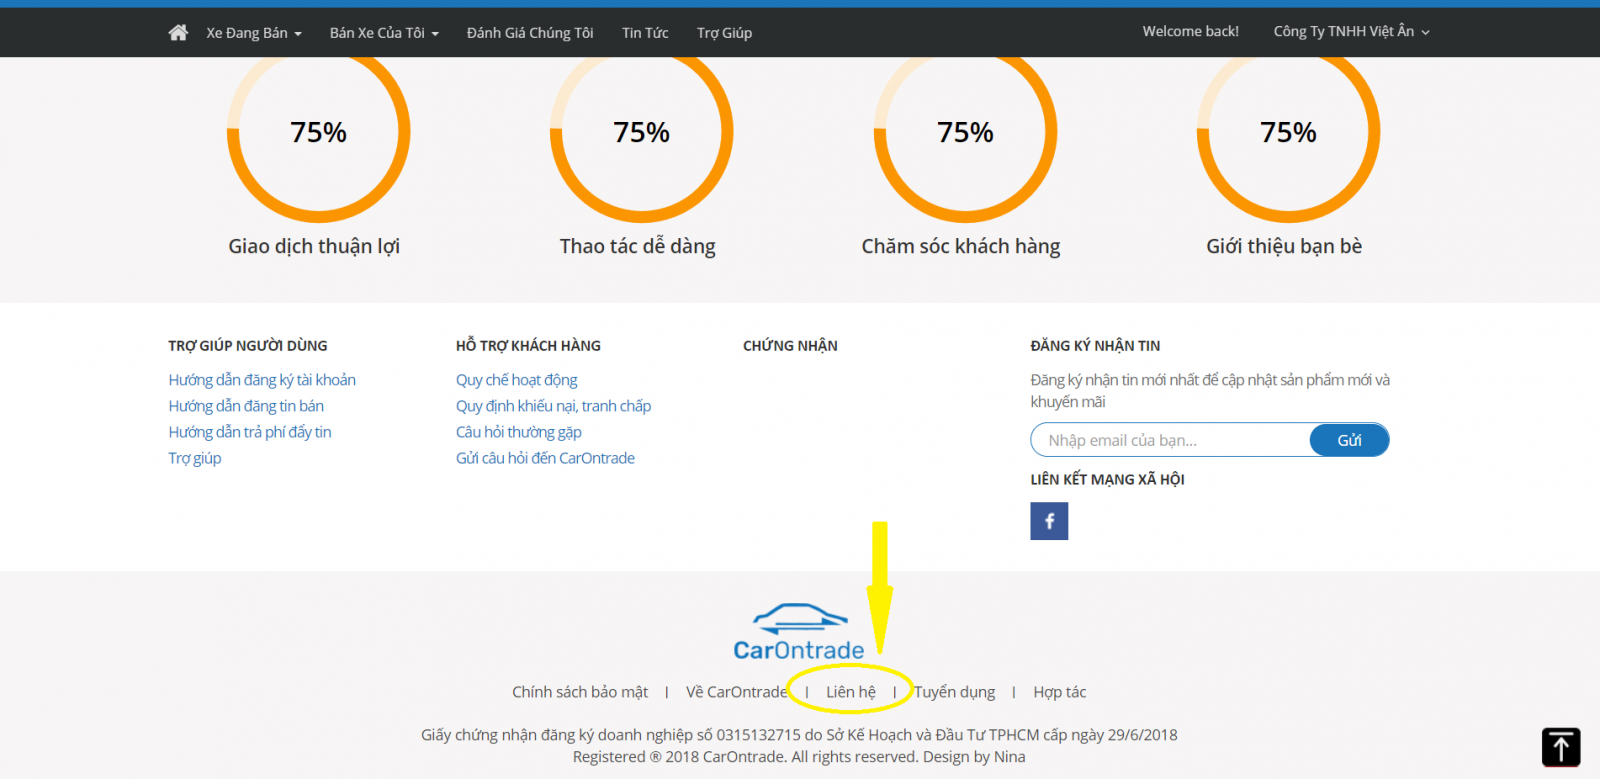 Xe Đang Bán
Bán Xe Của Tôi
Đánh Giá Chúng Tôi
Tin Tức
Trợ Giúp
Welcome back!
Công Ty TNHH Việt Ân
75%
75%
75%
75%
Giao dịch thuận lợi
Thao tác dễ dàng
Chăm sóc khách hàng
Giới thiệu bạn bè
TRỢ GIÚP NGƯỜI DÙNG
Hướng dẫn đăng ký tài khoản
Hướng dẫn đăng tin bán
Hướng dẫn trả phí đẩy tin
Trợ giúp
HỖ TRỢ KHÁCH HÀNG
Quy chế hoạt động
Quy định khiếu nại, tranh chấp
Câu hỏi thường gặp
Gửi câu hỏi đến CarOntrade
CHỨNG NHẬN
ĐĂNG KÝ NHẬN TIN
Đăng ký nhận tin mới nhất để cập nhật sản phẩm mới và
khuyến mãi
Nhập email của bạn...
Gửi
LIÊN KẾT MẠNG XÃ HỘI
f
CarOntrade
Chính sách bảo mật | Về CarOntrade | Liên hệ | Tuyển dụng | Hợp tác
Giấy chứng nhận đăng ký doanh nghiệp số 0315132715 do Sở Kế Hoạch và Đầu Tư TPHCM cấp ngày 29/6/2018
Registered ® 2018 CarOntrade. All rights reserved. Design by Nina